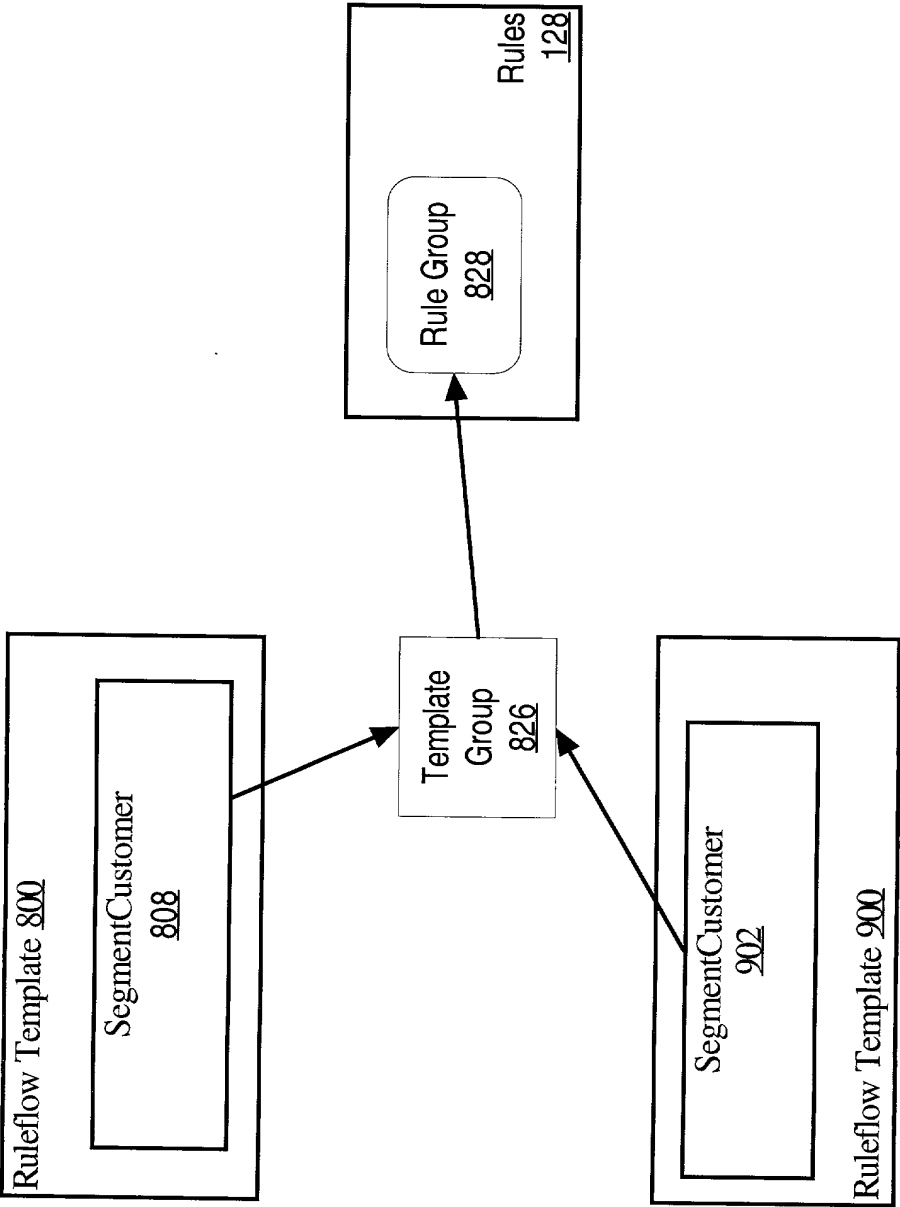 Ruleflow Template 800
SegmentCustomer
808
Ruleflow Template 900
SegmentCustomer
902
Template
Group
826
Rule Group
828
Rules
128